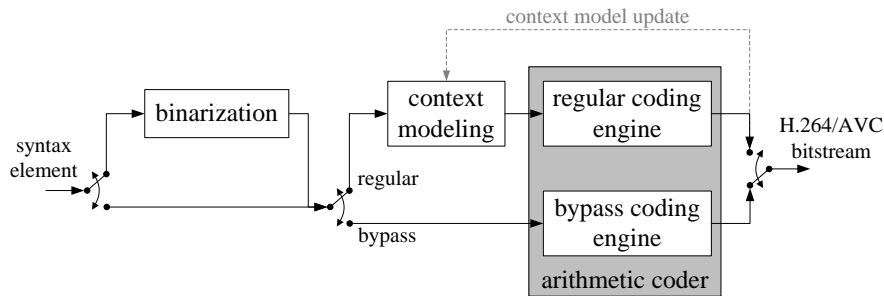 context model update
binarization
context
modeling
regular coding
engine
H.264/AVC
bitstream
syntax
element
regular
bypass
bypass coding
engine
arithmetic coder